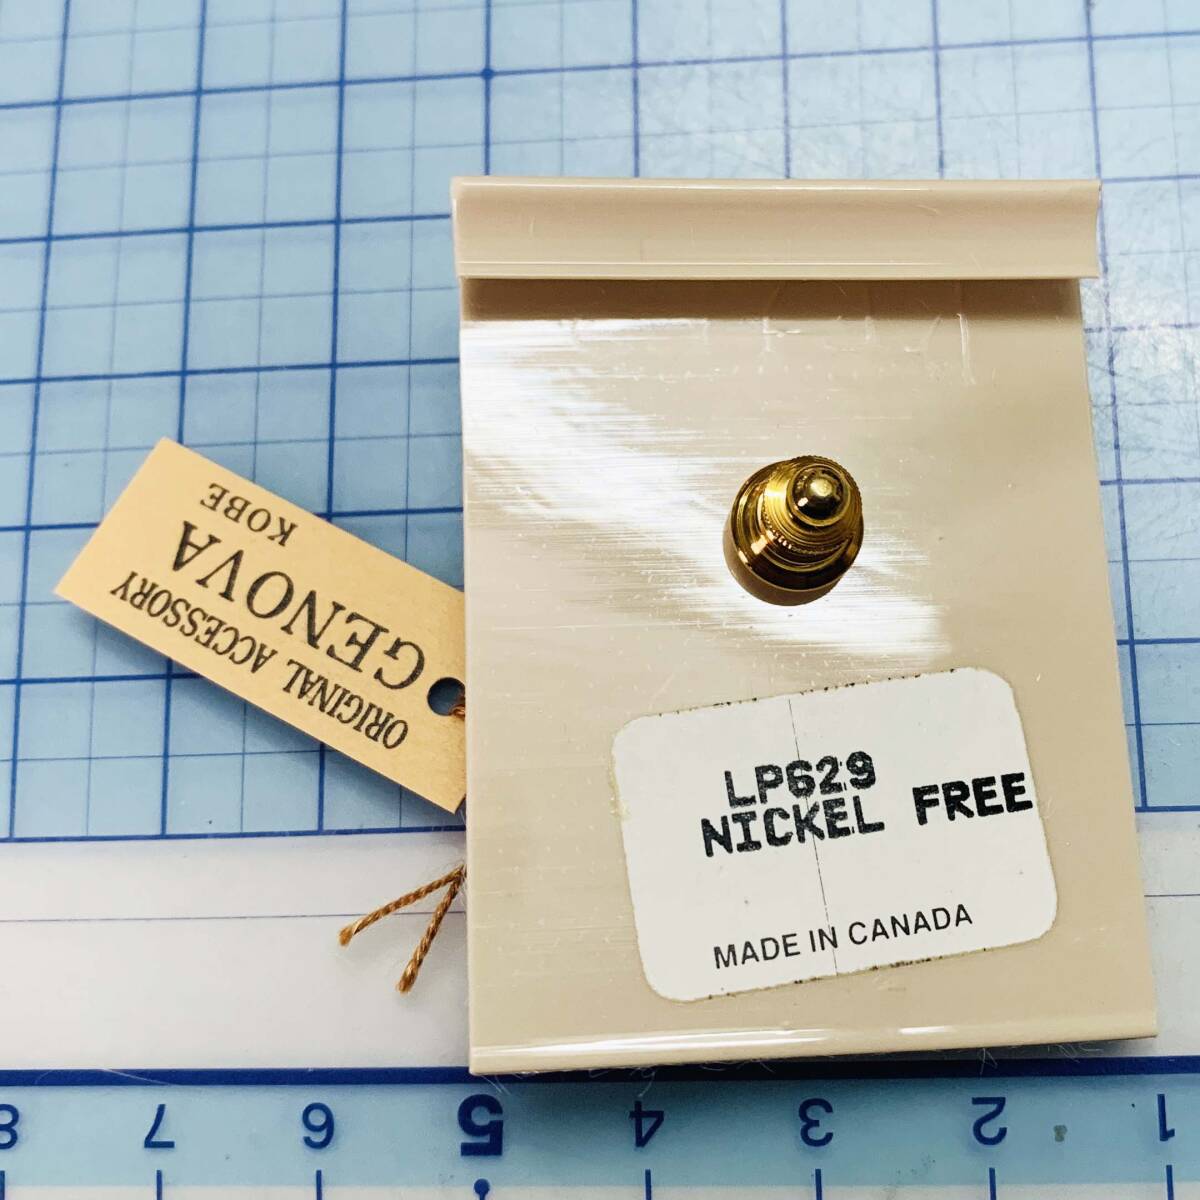 ORIGINAL ACCESSORY
GENOVA
KOBE
LP629
NICKEL FREE
MADE IN CANADA
8 7 6 5 4 3 2 1